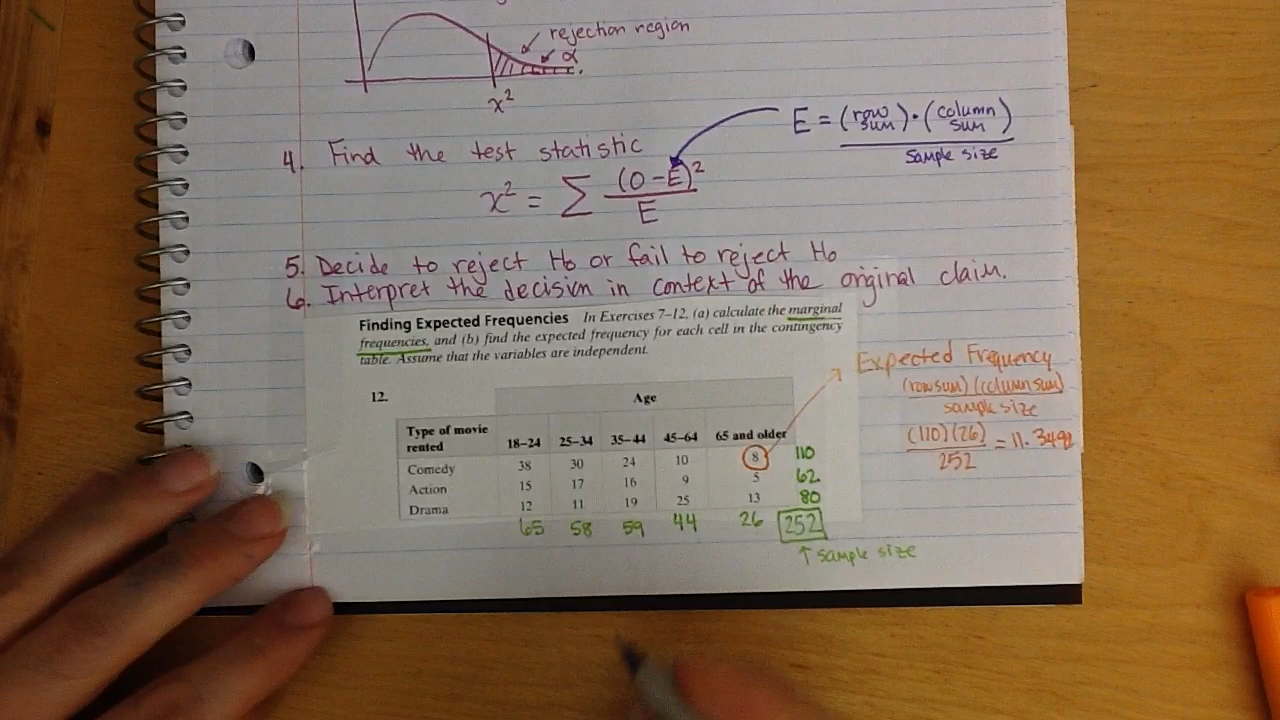 rejection region
α
x²
E = (row sum) · (column sum)
sample size
4. Find the test statistic
x² = Σ (O - E)²
E
5. Decide to reject H₀ or fail to reject H₀
6. Interpret the decision in context of the original claim.
Finding Expected Frequencies In Exercises 7–12, (a) calculate the marginal
frequencies, and (b) find the expected frequency for each cell in the contingency
table. Assume that the variables are independent.
12.
Age
Type of movie
rented 18–24 25–34 35–44 45–64 65 and older
Comedy 38 30 24 10 8 110
Action 15 17 16 9 5 62
Drama 12 11 19 25 13 80
65 58 59 44 26 252
↑ sample size
Expected Frequency
(row sum) (column sum)
sample size
(110)(26) = 11.3492
252